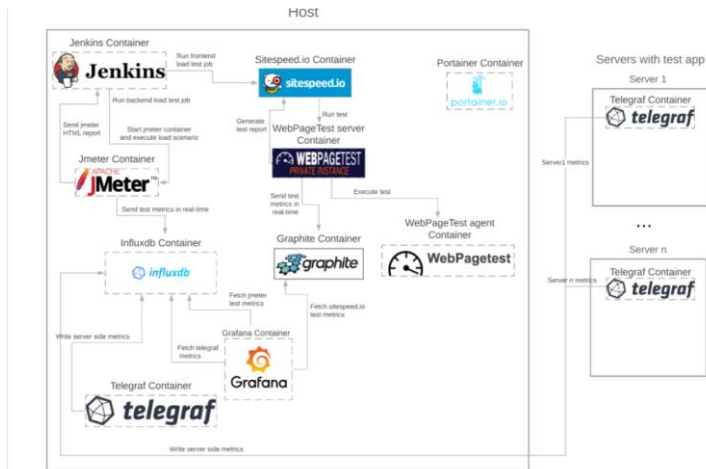 Host
Jenkins Container
Jenkins
Run frontend
load test job
Sitespeed.io Container
sitespeed.io
Portainer Container
portainer.io
Servers with test app
Server 1
Telegraf Container
telegraf
Server1 metrics
Run backend load test job
Send jmeter
HTML report
Start jmeter container
and execute load scenario
Generate
test report
Run test
WebPageTest server
Container
WEBPAGETEST
PRIVATE INSTANCE
Jmeter Container
APACHE
JMeter™
Execute test
Send test metrics in real-time
Send test
metrics in
real-time
WebPageTest agent
Container
WebPagetest
...
Influxdb Container
influxdb
Graphite Container
graphite
Server n
Telegraf Container
telegraf
Server n metrics
Fetch jmeter
test metrics
Fetch sitespeed.io
test metrics
Write server side metrics
Fetch telegraf
metrics
Grafana Container
Grafana
Telegraf Container
telegraf
Write server side metrics